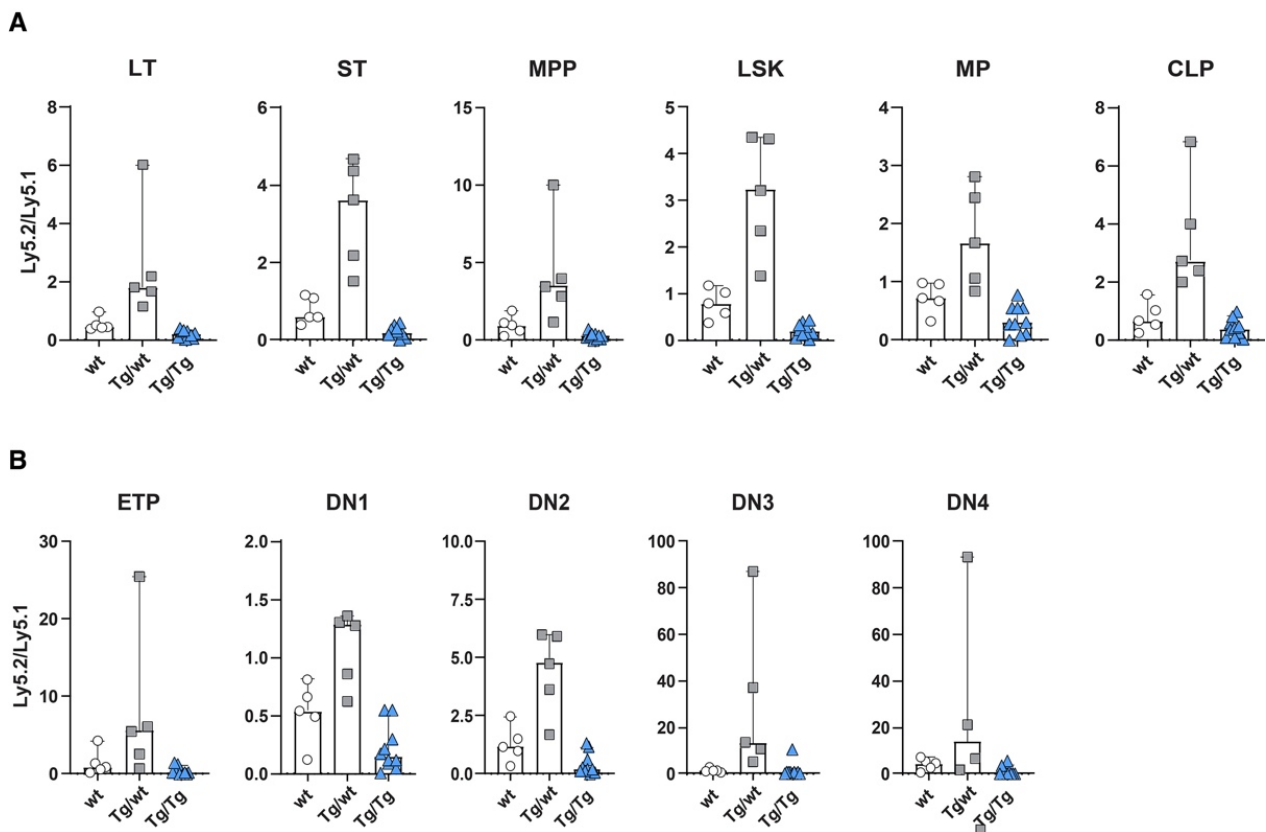 A
LT ST MPP LSK MP CLP
8 6 15 5 4 8
4
6 3 6
4 10
3
4 2 4
2
2 5
2 1 2
1
0 0 0 0 0 0
Ly5.2/Ly5.1
wt Tg/wt Tg/Tg wt Tg/wt Tg/Tg wt Tg/wt Tg/Tg wt Tg/wt Tg/Tg wt Tg/wt Tg/Tg wt Tg/wt Tg/Tg
B
ETP DN1 DN2 DN3 DN4
30 2.0 10.0 100 100
80 80
20 1.5 7.5
60 60
1.0 5.0
40 40
10 0.5 2.5
20 20
0 0.0 0.0 0 0
Ly5.2/Ly5.1
wt Tg/wt Tg/Tg wt Tg/wt Tg/Tg wt Tg/wt Tg/Tg wt Tg/wt Tg/Tg wt Tg/wt Tg/Tg